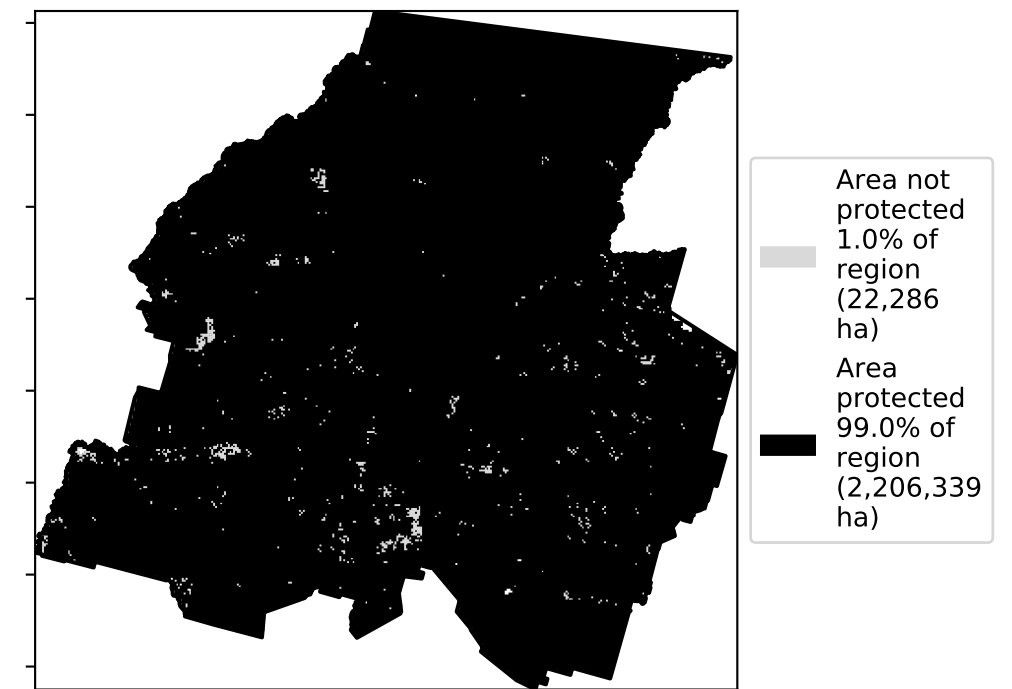 Area not
protected
1.0% of
region
(22,286
ha)
Area
protected
99.0% of
region
(2,206,339
ha)